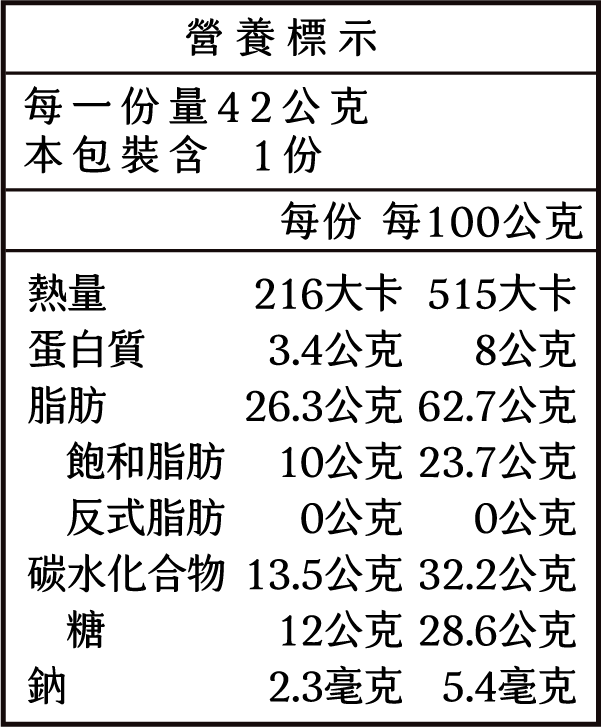 營養標示
每一份量42公克
本包裝含 1份
每份 每100公克
熱量 216大卡 515大卡
蛋白質 3.4公克 8公克
脂肪 26.3公克 62.7公克
飽和脂肪 10公克 23.7公克
反式脂肪 0公克 0公克
碳水化合物 13.5公克 32.2公克
糖 12公克 28.6公克
鈉 2.3毫克 5.4毫克